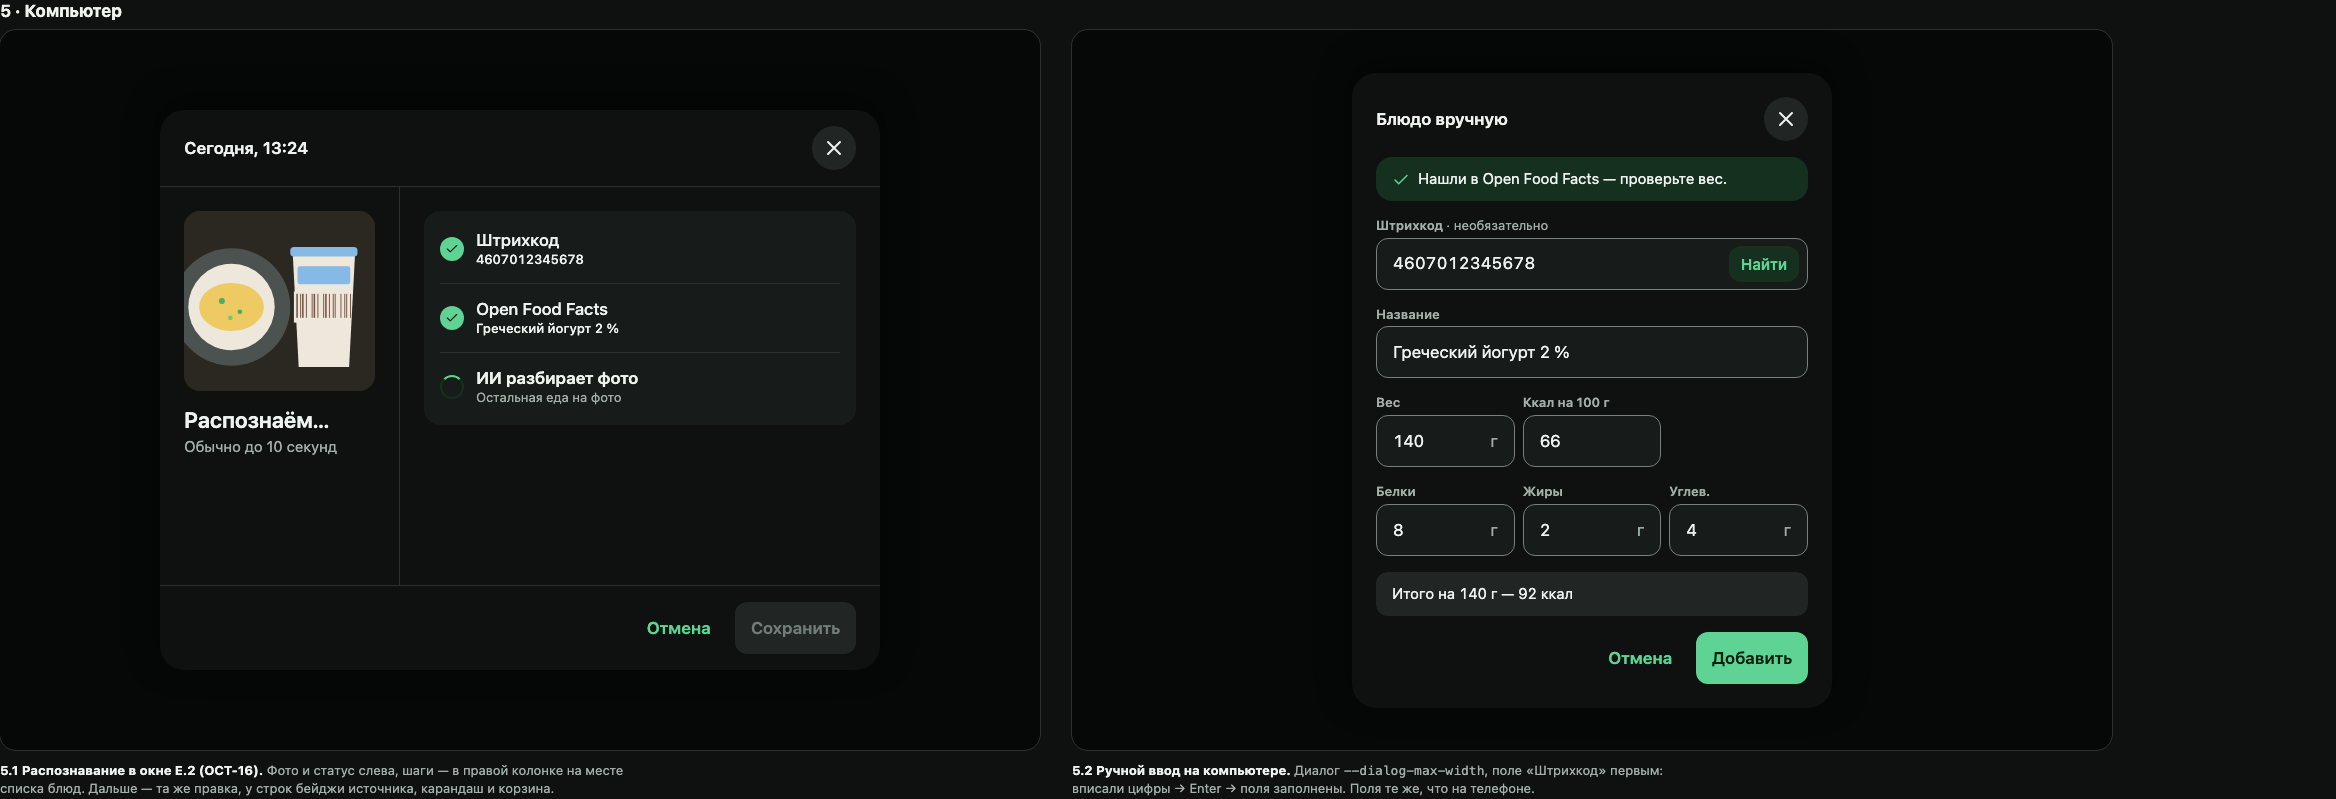 5 · Компьютер
Сегодня, 13:24
Распознаём...
Обычно до 10 секунд
Штрихкод
4607012345678
Open Food Facts
Греческий йогурт 2 %
ИИ разбирает фото
Остальная еда на фото
Отмена
Сохранить
5.1 Распознавание в окне E.2 (OCT-16). Фото и статус слева, шаги — в правой колонке на месте
списка блюд. Дальше — та же правка, у строк бейджи источника, карандаш и корзина.
Блюдо вручную
Нашли в Open Food Facts — проверьте вес.
Штрихкод · необязательно
4607012345678
Найти
Название
Греческий йогурт 2 %
Вес
Ккал на 100 г
140 г
66
Белки
Жиры
Углев.
8 г
2 г
4 г
Итого на 140 г — 92 ккал
Отмена
Добавить
5.2 Ручной ввод на компьютере. Диалог --dialog-max-width, поле «Штрихкод» первым:
вписали цифры → Enter → поля заполнены. Поля те же, что на телефоне.